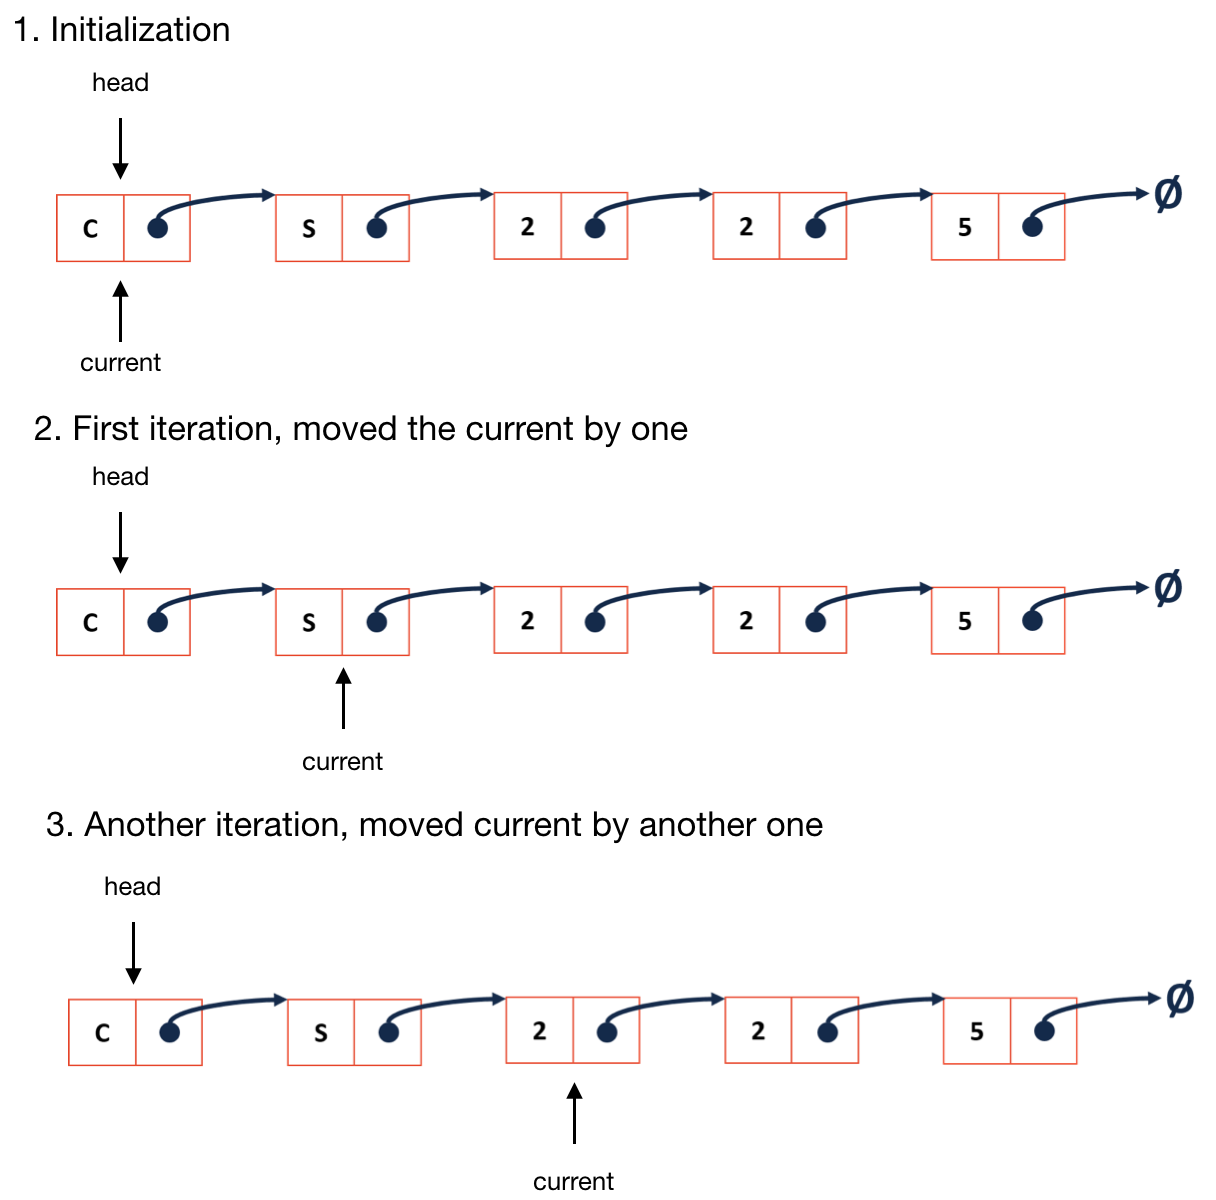 1. Initialization
head
C S 2 2 5 Ø
current
2. First iteration, moved the current by one
head
C S 2 2 5 Ø
current
3. Another iteration, moved current by another one
head
C S 2 2 5 Ø
current